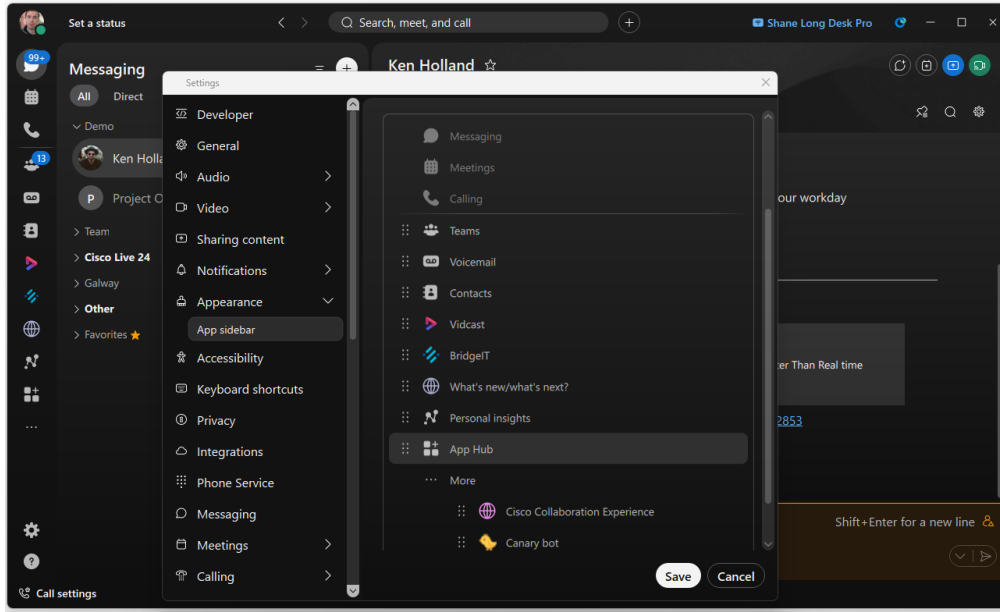 Set a status
Search, meet, and call
Shane Long Desk Pro
99+
Messaging
All
Direct
Demo
Ken Holla
P
Project O
13
Team
Cisco Live 24
Galway
Other
Favorites
Call settings
Ken Holland
our workday
ter Than Real time
2853
Shift+Enter for a new line
Settings
Developer
General
Audio
Video
Sharing content
Notifications
Appearance
App sidebar
Accessibility
Keyboard shortcuts
Privacy
Integrations
Phone Service
Messaging
Meetings
Calling
Messaging
Meetings
Calling
Teams
Voicemail
Contacts
Vidcast
BridgeIT
What's new/what's next?
Personal insights
App Hub
More
Cisco Collaboration Experience
Canary bot
Save
Cancel